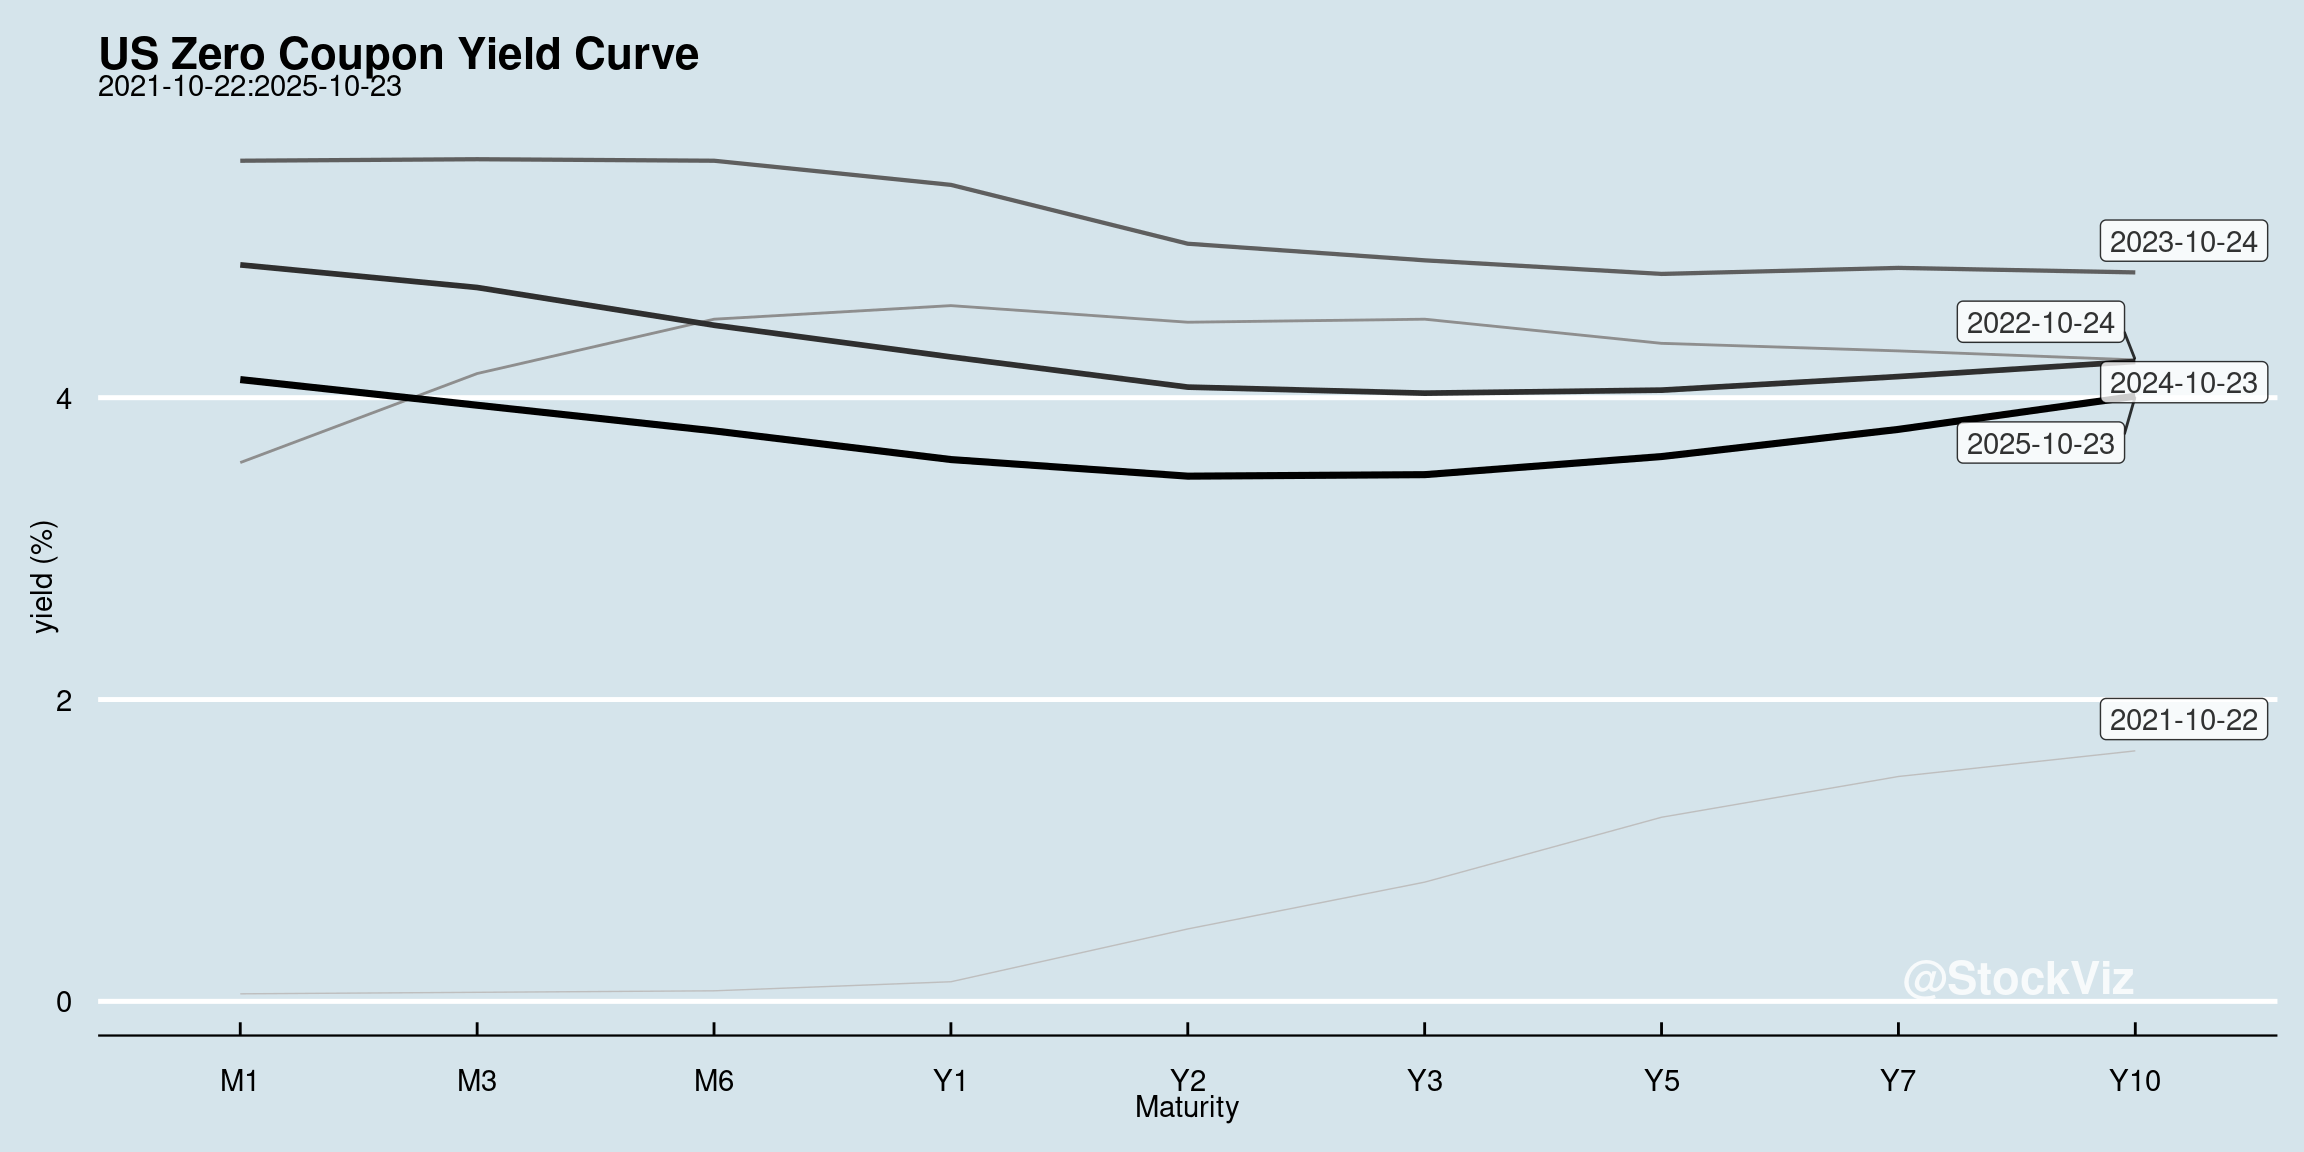 US Zero Coupon Yield Curve
2021-10-22:2025-10-23
2023-10-24
2022-10-24
4
2024-10-23
2025-10-23
yield (%)
2
2021-10-22
@StockViz
0
M1 M3 M6 Y1 Y2 Y3 Y5 Y7 Y10
Maturity